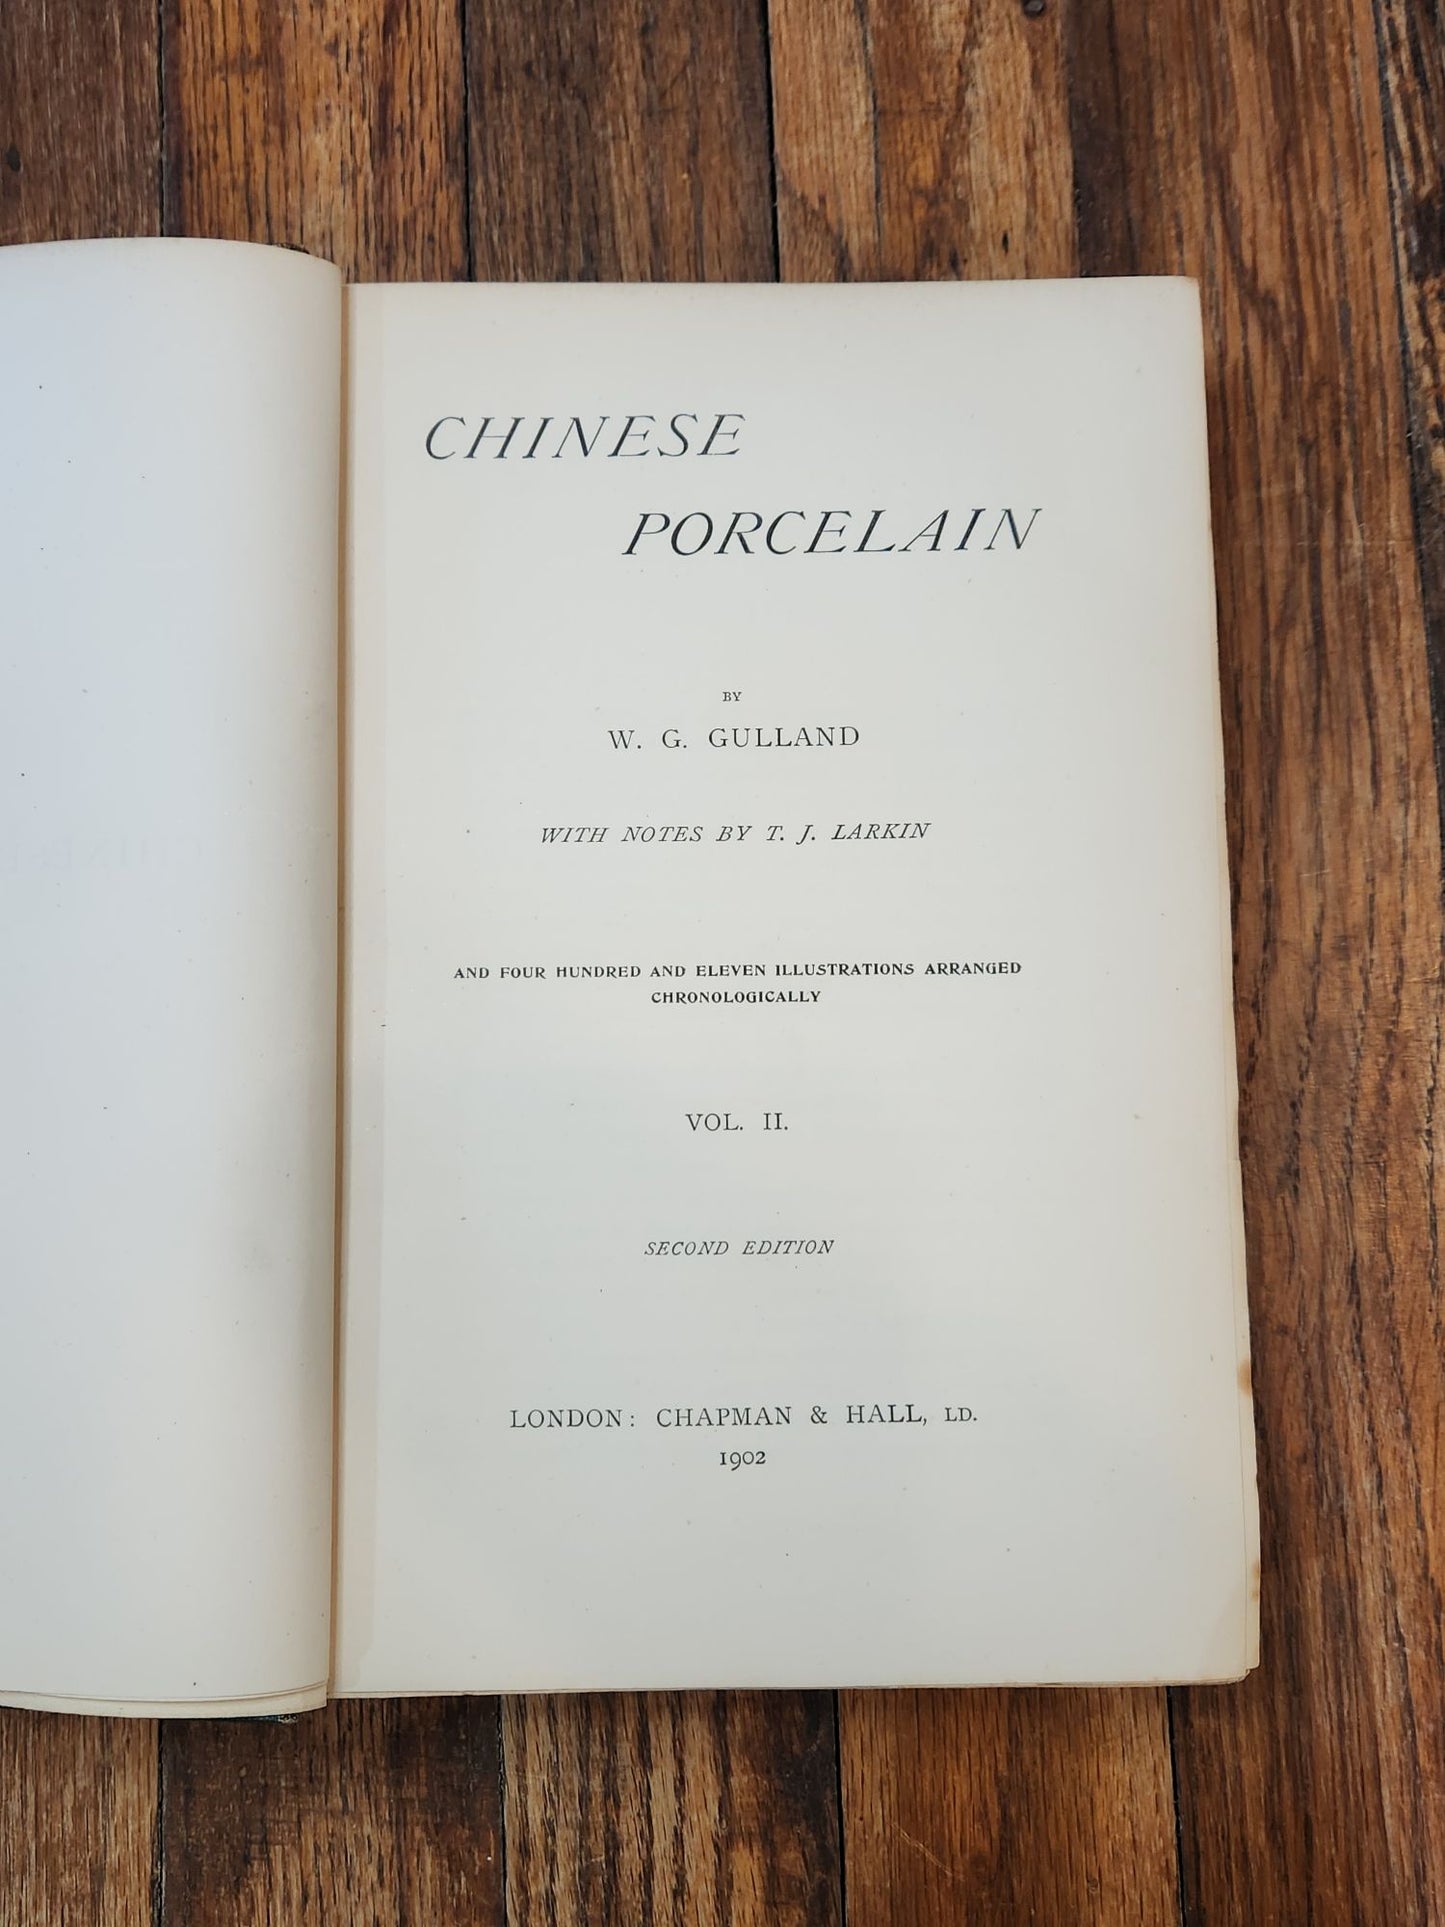 CHINESE
PORCELAIN
BY
W. G. GULLAND
WITH NOTES BY T. J. LARKIN
AND FOUR HUNDRED AND ELEVEN ILLUSTRATIONS ARRANGED
CHRONOLOGICALLY
VOL. II.
SECOND EDITION
LONDON: CHAPMAN & HALL, LD.
1902